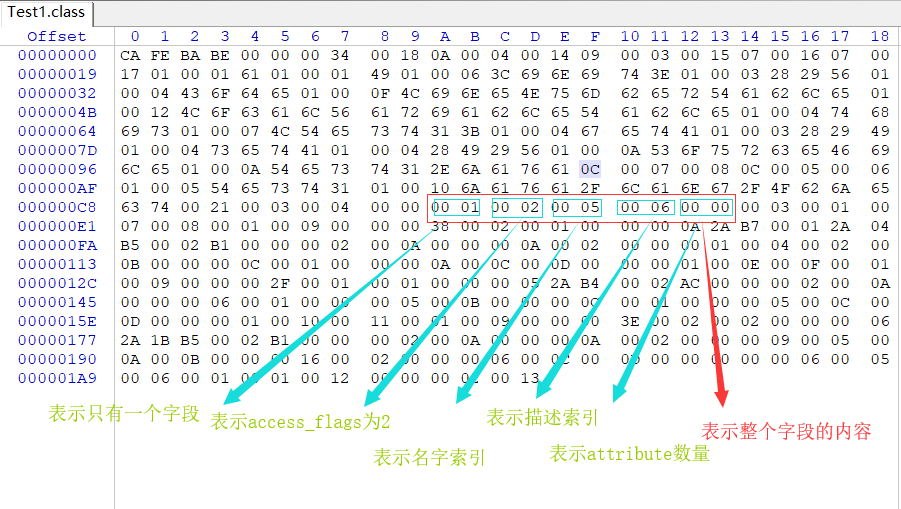 Test1.class
Offset 0 1 2 3 4 5 6 7 8 9 A B C D E F 10 11 12 13 14 15 16 17 18
00000000 CA FE BA BE 00 00 00 34 00 18 0A 00 04 00 14 09 00 03 00 15 07 00 16 07 00
00000019 17 01 00 01 61 01 00 01 49 01 00 06 3C 69 6E 69 74 3E 01 00 03 28 29 56 01
00000032 00 04 43 6F 64 65 01 00 0F 4C 69 6E 65 4E 75 6D 62 65 72 54 61 62 6C 65 01
0000004B 00 12 4C 6F 63 61 6C 56 61 72 69 61 62 6C 65 54 61 62 6C 65 01 00 04 74 68
00000064 69 73 01 00 07 4C 54 65 73 74 31 3B 01 00 04 67 65 74 41 01 00 03 28 29 49
0000007D 01 00 04 73 65 74 41 01 00 04 28 49 29 56 01 00 0A 53 6F 75 72 63 65 46 69
00000096 6C 65 01 00 0A 54 65 73 74 31 2E 6A 61 76 61 0C 00 07 00 08 0C 00 05 00 06
000000AF 01 00 05 54 65 73 74 31 01 00 10 6A 61 76 61 2F 6C 61 6E 67 2F 4F 62 6A 65
000000C8 63 74 00 21 00 03 00 04 00 00 00 01 00 02 00 05 00 06 00 00 00 03 00 01 00
000000E1 07 00 08 00 01 00 09 00 00 00 38 00 02 00 01 00 00 00 0A 2A B7 00 01 2A 04
000000FA B5 00 02 B1 00 00 00 02 00 0A 00 00 00 0A 00 02 00 00 00 01 00 04 00 02 00
00000113 0B 00 00 00 0C 00 01 00 00 00 0A 00 0C 00 0D 00 00 00 01 00 0E 00 0F 00 01
0000012C 00 09 00 00 00 2F 00 01 00 01 00 00 00 05 2A B4 00 02 AC 00 00 00 02 00 0A
00000145 00 00 00 06 00 01 00 00 00 05 00 0B 00 00 00 0C 00 01 00 00 00 05 00 0C 00
0000015E 0D 00 00 00 01 00 10 00 11 00 01 00 09 00 00 00 3E 00 02 00 02 00 00 00 06
00000177 2A 1B B5 00 02 B1 00 00 00 02 00 0A 00 00 00 0A 00 02 00 00 00 09 00 05 00
00000190 0A 00 0B 00 00 00 16 00 02 00 00 00 06 00 0C 00 0D 00 00 00 00 00 06 00 05
000001A9 00 06 00 01 00 01 00 12 00 00 00 02 00 13
表示只有一个字段
表示access_flags为2
表示描述索引
表示整个字段的内容
表示名字索引
表示attribute数量